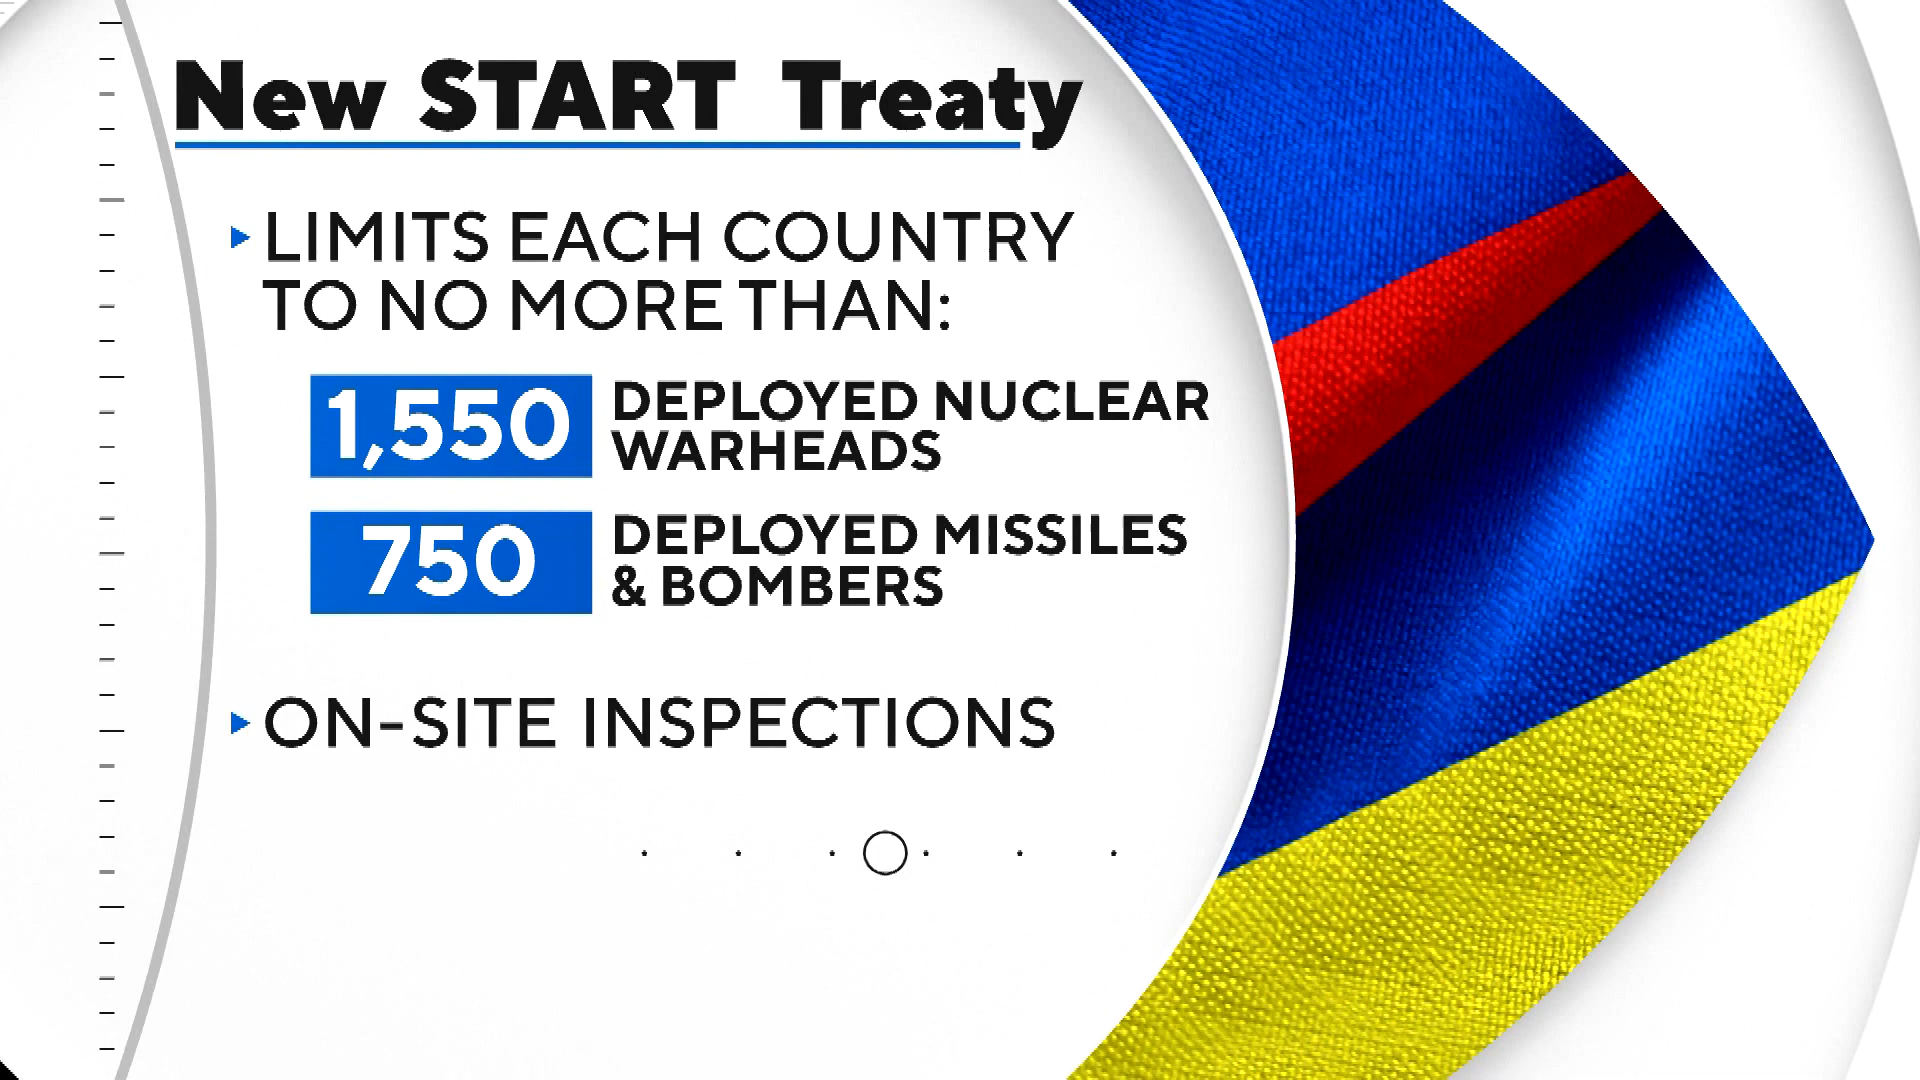 New START Treaty
LIMITS EACH COUNTRY
TO NO MORE THAN:
1,550 DEPLOYED NUCLEAR
WARHEADS
750 DEPLOYED MISSILES
& BOMBERS
ON-SITE INSPECTIONS